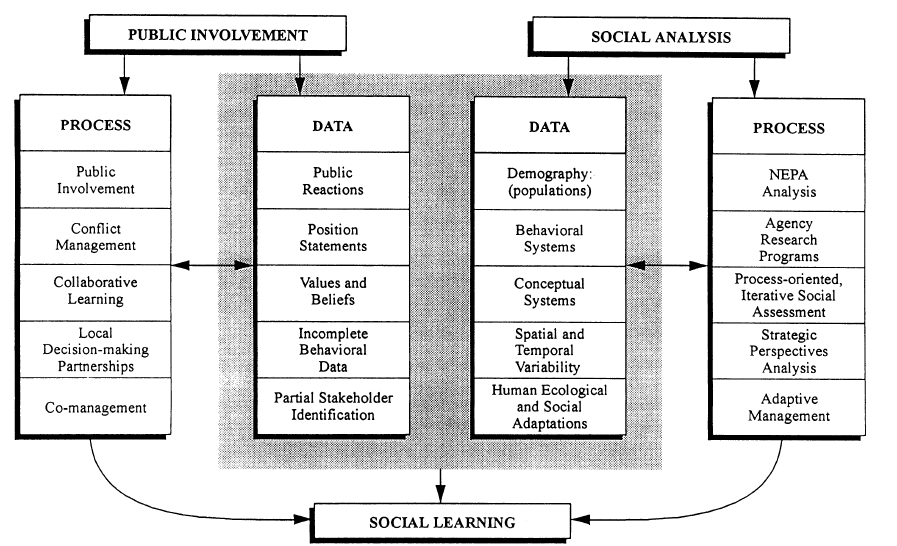 PUBLIC INVOLVEMENT
SOCIAL ANALYSIS
PROCESS
Public
Involvement
Conflict
Management
Collaborative
Learning
Local
Decision-making
Partnerships
Co-management
DATA
Public
Reactions
Position
Statements
Values and
Beliefs
Incomplete
Behavioral
Data
Partial Stakeholder
Identification
DATA
Demography:
(populations)
Behavioral
Systems
Conceptual
Systems
Spatial and
Temporal
Variability
Human Ecological
and Social
Adaptations
PROCESS
NEPA
Analysis
Agency
Research
Programs
Process-oriented,
Iterative Social
Assessment
Strategic
Perspectives
Analysis
Adaptive
Management
SOCIAL LEARNING